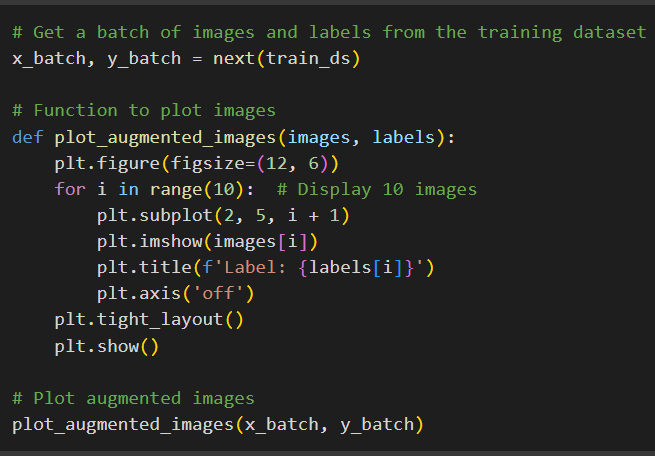 # Get a batch of images and labels from the training dataset
x_batch, y_batch = next(train_ds)

# Function to plot images
def plot_augmented_images(images, labels):
    plt.figure(figsize=(12, 6))
    for i in range(10):  # Display 10 images
        plt.subplot(2, 5, i + 1)
        plt.imshow(images[i])
        plt.title(f'Label: {labels[i]}')
        plt.axis('off')
    plt.tight_layout()
    plt.show()

# Plot augmented images
plot_augmented_images(x_batch, y_batch)